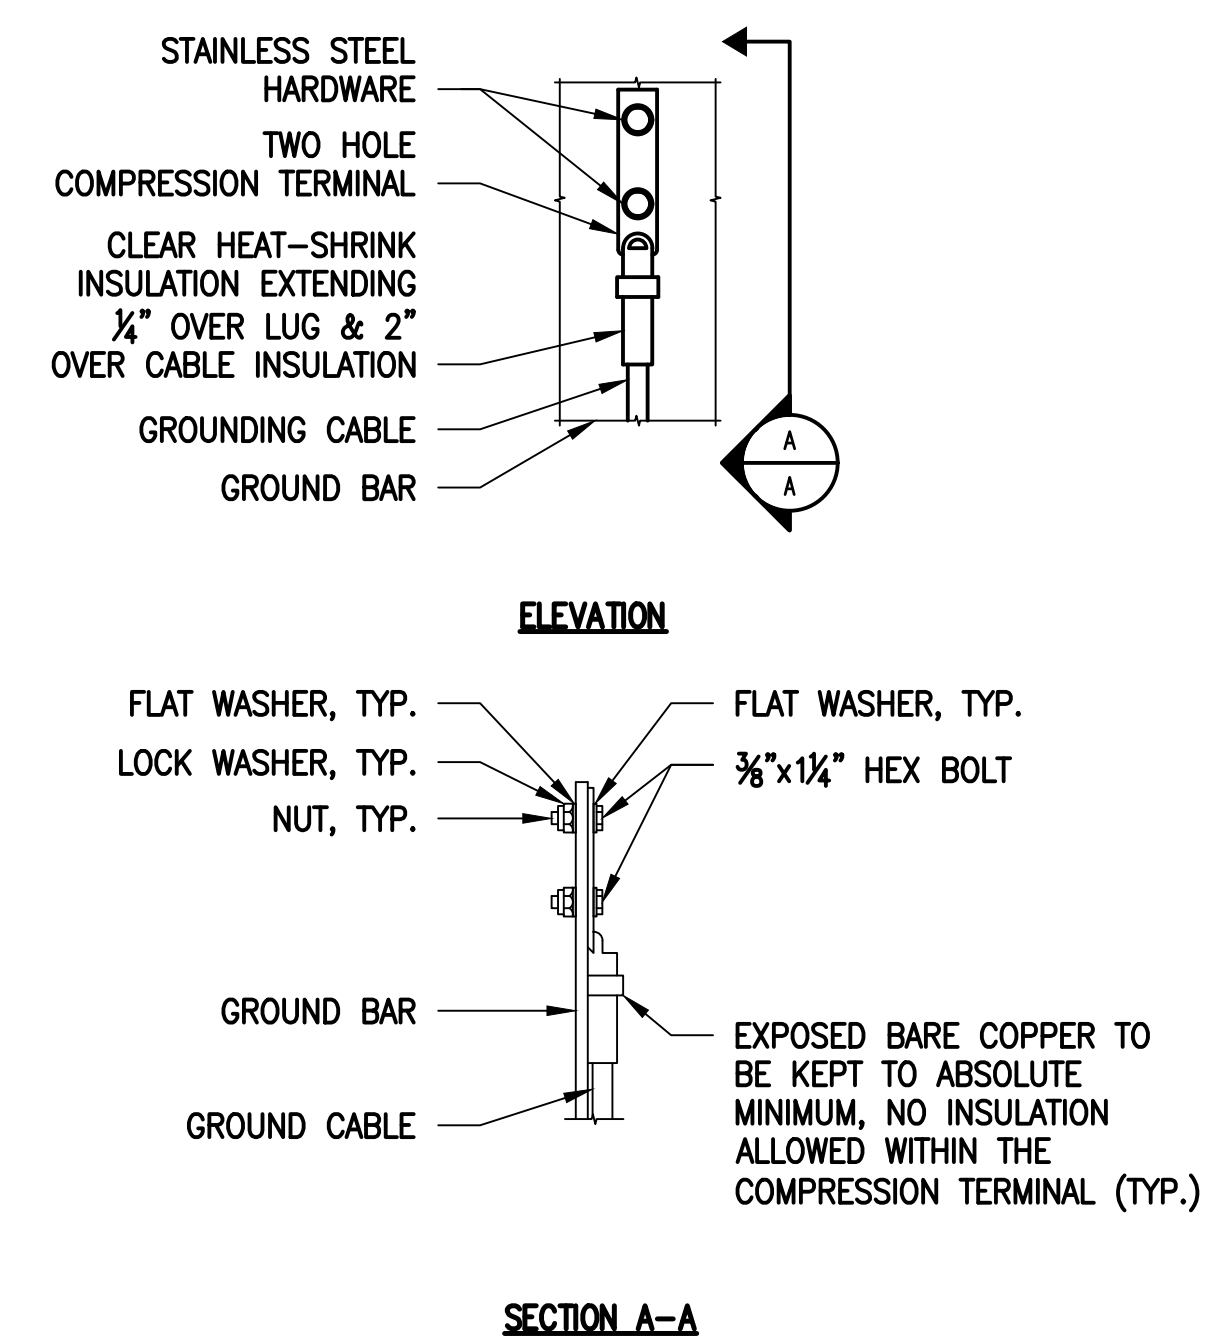 STAINLESS STEEL
HARDWARE
TWO HOLE
COMPRESSION TERMINAL
CLEAR HEAT-SHRINK
INSULATION EXTENDING
1/4" OVER LUG & 2"
OVER CABLE INSULATION
GROUNDING CABLE
GROUND BAR
A
A
ELEVATION
FLAT WASHER, TYP.
LOCK WASHER, TYP.
NUT, TYP.
FLAT WASHER, TYP.
3/8"x11/4" HEX BOLT
GROUND BAR
GROUND CABLE
EXPOSED BARE COPPER TO
BE KEPT TO ABSOLUTE
MINIMUM, NO INSULATION
ALLOWED WITHIN THE
COMPRESSION TERMINAL (TYP.)
SECTION A-A